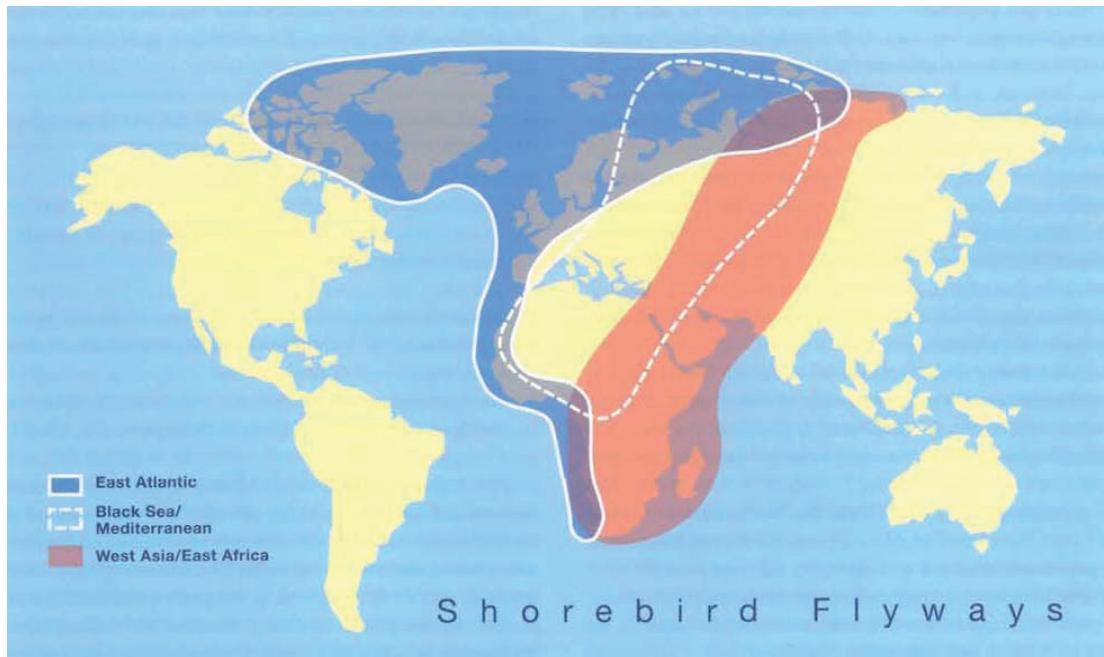 East Atlantic
Black Sea/
Mediterranean
West Asia/East Africa
Shorebird Flyways